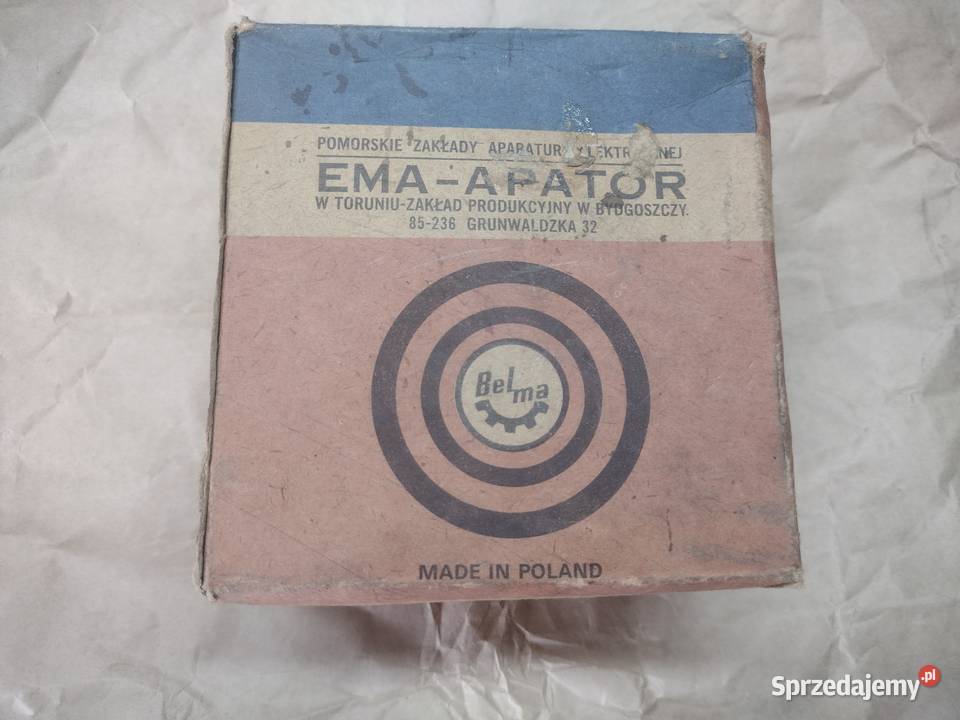 POMORSKIE ZAKŁADY APARATURY
EMA-APATOR
W TORUNIU-ZAKŁAD PRODUKCYJNY W BYDGOSZCZY.
85-236 GRUNWALDZKA 32
Belma
MADE IN POLAND
Sprzedajemy.pl